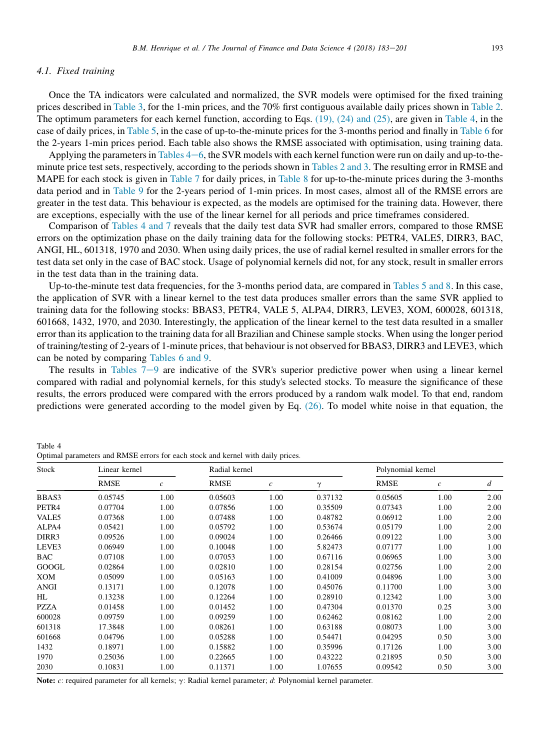 B.M. Henrique et al. / The Journal of Finance and Data Science 4 (2018) 183–201 193
4.1. Fixed training
Once the TA indicators were calculated and normalized, the SVR models were optimised for the fixed training
prices described in Table 3, for the 1-min prices, and the 70% first contiguous available daily prices shown in Table 2.
The optimum parameters for each kernel function, according to Eqs. (19), (24) and (25), are given in Table 4, in the
case of daily prices, in Table 5, in the case of up-to-the-minute prices for the 3-months period and finally in Table 6 for
the 2-years 1-min prices period. Each table also shows the RMSE associated with optimisation, using training data.
Applying the parameters in Tables 4–6, the SVR models with each kernel function were run on daily and up-to-the-
minute price test sets, respectively, according to the periods shown in Tables 2 and 3. The resulting error in RMSE and
MAPE for each stock is given in Table 7 for daily prices, in Table 8 for up-to-the-minute prices during the 3-months
data period and in Table 9 for the 2-years period of 1-min prices. In most cases, almost all of the RMSE errors are
greater in the test data. This behaviour is expected, as the models are optimised for the training data. However, there
are exceptions, especially with the use of the linear kernel for all periods and price timeframes considered.
Comparison of Tables 4 and 7 reveals that the daily test data SVR had smaller errors, compared to those RMSE
errors on the optimization phase on the daily training data for the following stocks: PETR4, VALE5, DIRR3, BAC,
ANGI, HL, 601318, 1970 and 2030. When using daily prices, the use of radial kernel resulted in smaller errors for the
test data set only in the case of BAC stock. Usage of polynomial kernels did not, for any stock, result in smaller errors
in the test data than in the training data.
Up-to-the-minute test data frequencies, for the 3-months period data, are compared in Tables 5 and 8. In this case,
the application of SVR with a linear kernel to the test data produces smaller errors than the same SVR applied to
training data for the following stocks: BBAS3, PETR4, VALE 5, ALPA4, DIRR3, LEVE3, XOM, 600028, 601318,
601668, 1432, 1970, and 2030. Interestingly, the application of the linear kernel to the test data resulted in a smaller
error than its application to the training data for all Brazilian and Chinese sample stocks. When using the longer period
of training/testing of 2-years of 1-minute prices, that behaviour is not observed for BBAS3, DIRR3 and LEVE3, which
can be noted by comparing Tables 6 and 9.
The results in Tables 7–9 are indicative of the SVR's superior predictive power when using a linear kernel
compared with radial and polynomial kernels, for this study's selected stocks. To measure the significance of these
results, the errors produced were compared with the errors produced by a random walk model. To that end, random
predictions were generated according to the model given by Eq. (26). To model white noise in that equation, the
Table 4
Optimal parameters and RMSE errors for each stock and kernel with daily prices.
Stock Linear kernel Radial kernel Polynomial kernel
RMSE c RMSE c γ RMSE c d
BBAS3 0.05745 1.00 0.05603 1.00 0.37132 0.05605 1.00 2.00
PETR4 0.07704 1.00 0.07856 1.00 0.35509 0.07343 1.00 2.00
VALE5 0.07368 1.00 0.07488 1.00 0.48782 0.06912 1.00 2.00
ALPA4 0.05421 1.00 0.05792 1.00 0.53674 0.05179 1.00 2.00
DIRR3 0.09526 1.00 0.09024 1.00 0.26466 0.09122 1.00 3.00
LEVE3 0.06949 1.00 0.10048 1.00 5.82473 0.07177 1.00 1.00
BAC 0.07108 1.00 0.07053 1.00 0.67116 0.06965 1.00 3.00
GOOGL 0.02864 1.00 0.02810 1.00 0.28154 0.02756 1.00 2.00
XOM 0.05099 1.00 0.05163 1.00 0.41009 0.04896 1.00 2.00
ANGI 0.13171 1.00 0.12078 1.00 0.45076 0.11700 1.00 3.00
HL 0.13238 1.00 0.12264 1.00 0.28910 0.12342 1.00 3.00
PZZA 0.01458 1.00 0.01452 1.00 0.47304 0.01370 0.25 3.00
600028 0.09759 1.00 0.09259 1.00 0.62462 0.08162 1.00 2.00
601318 17.3848 1.00 0.08261 1.00 0.63188 0.08073 1.00 3.00
601668 0.04796 1.00 0.05288 1.00 0.54471 0.04295 0.50 3.00
1432 0.18971 1.00 0.15882 1.00 0.35996 0.17126 1.00 3.00
1970 0.25036 1.00 0.22665 1.00 0.43222 0.21895 0.50 3.00
2030 0.10831 1.00 0.11371 1.00 1.07655 0.09542 0.50 3.00
Note: c: required parameter for all kernels; γ: Radial kernel parameter; d: Polynomial kernel parameter.